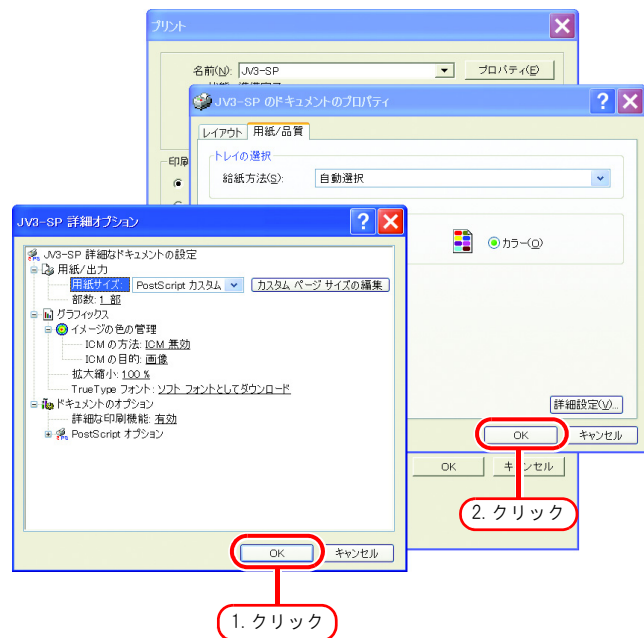 プリント
名前(N): JV3-SP プロパティ(E)
JV3-SP のドキュメントのプロパティ
レイアウト 用紙/品質
トレイの選択
給紙方法(S): 自動選択
印刷
カラー(O)
詳細設定(V)...
OK キャンセル
OK キャンセル
2. クリック
JV3-SP 詳細オプション
JV3-SP 詳細なドキュメントの設定
用紙/出力
用紙サイズ: PostScript カスタム カスタム ページ サイズの編集
部数: 1 部
グラフィックス
イメージの色の管理
ICM の方法: ICM 無効
ICM の目的: 画像
拡大縮小: 100 %
TrueType フォント: ソフト フォントとしてダウンロード
ドキュメントのオプション
詳細な印刷機能: 有効
PostScript オプション
OK キャンセル
1. クリック